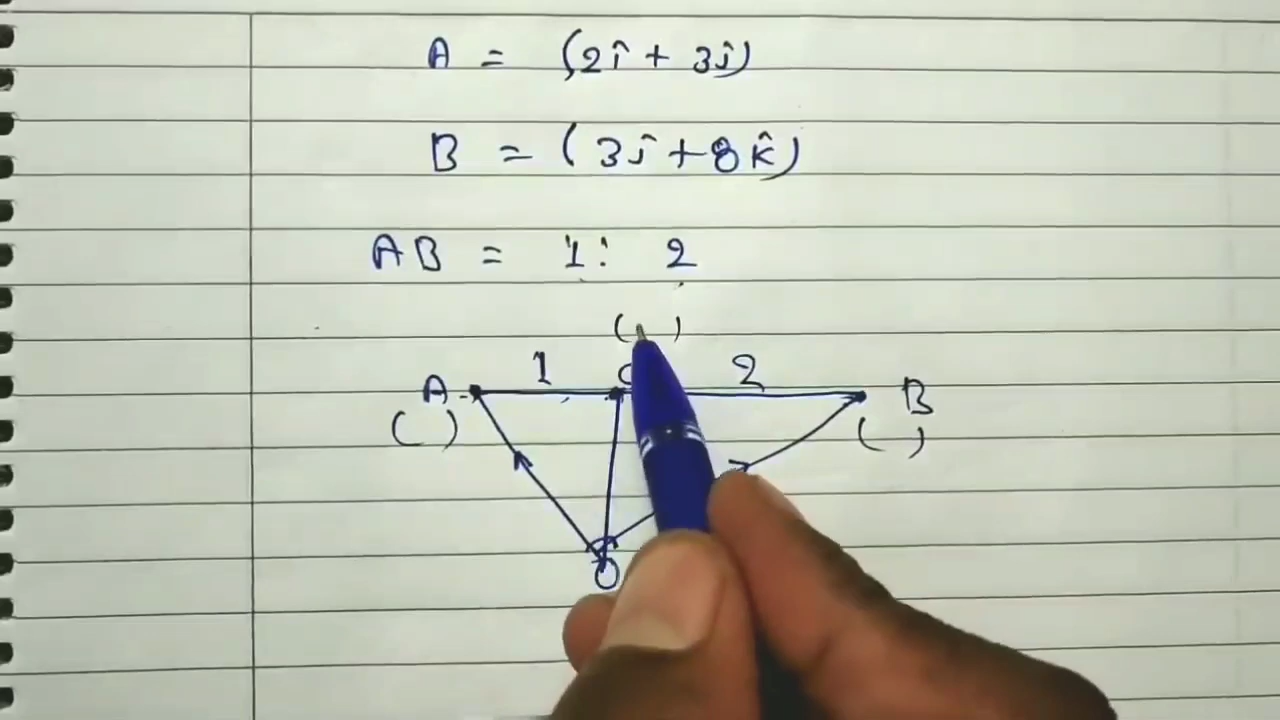 A = (2î + 3ĵ)
B = (3ĵ + 8k̂)
AB = 1: 2
( )
1 C 2
A B
( ) ( )
O